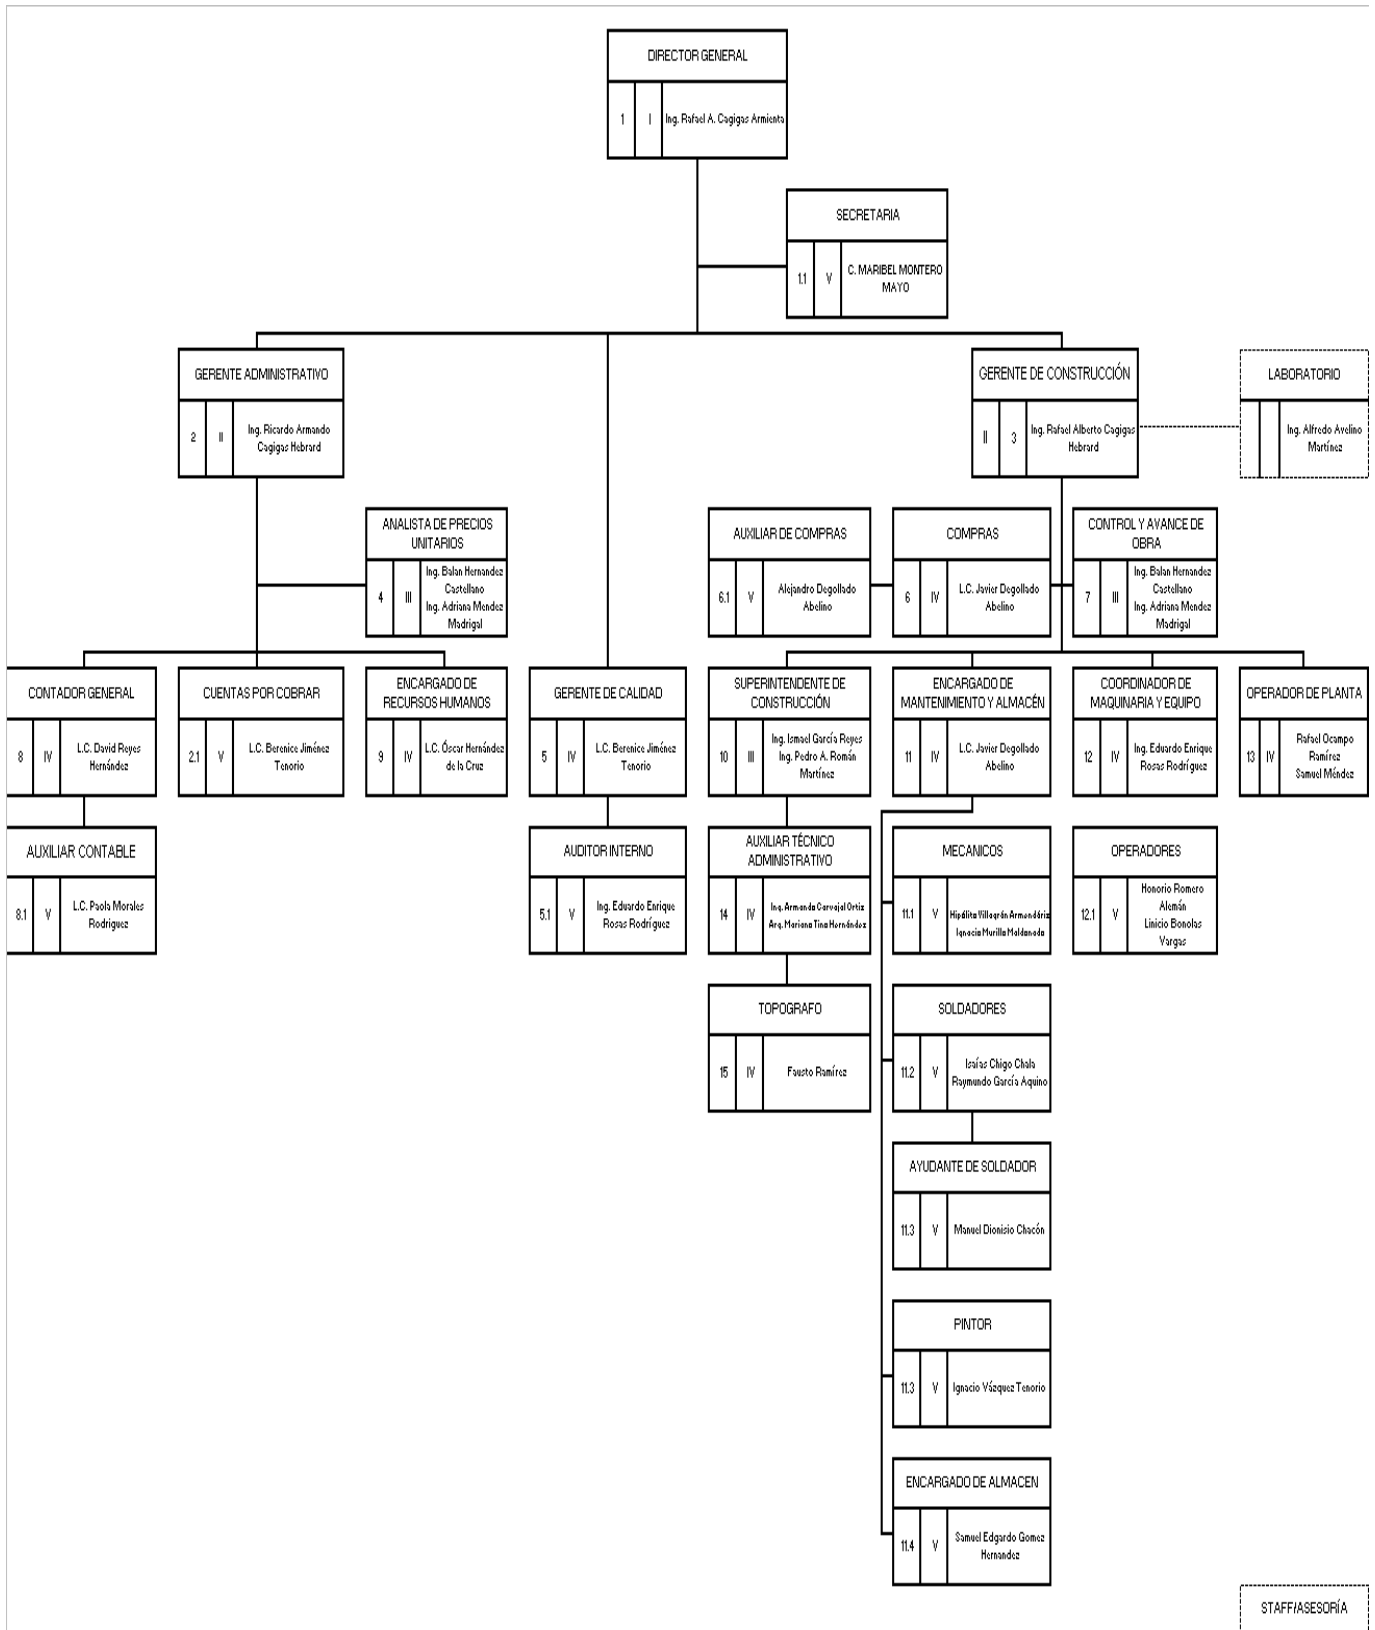 DIRECTOR GENERAL
1
I
Ing. Rafael A. Cagigas Armienta
SECRETARIA
1.1
V
C. MARIBEL MONTERO
MAYO
GERENTE ADMINISTRATIVO
2
II
Ing. Ricardo Armando
Cagigas Hebrard
GERENTE DE CONSTRUCCIÓN
II
3
Ing. Rafael Alberto Cagigas
Hebrard
LABORATORIO
Ing. Alfredo Avelino
Martínez
ANALISTA DE PRECIOS
UNITARIOS
4
III
Ing. Balan Hernandez
Castellano
Ing. Adriana Mendez
Madrigal
AUXILIAR DE COMPRAS
6.1
V
Alejandro Degollado
Abelino
COMPRAS
6
IV
L.C. Javier Degollado
Abelino
CONTROL Y AVANCE DE
OBRA
7
III
Ing. Balan Hernandez
Castellano
Ing. Adriana Mendez
Madrigal
CONTADOR GENERAL
8
IV
L.C. David Reyes
Hernández
CUENTAS POR COBRAR
2.1
V
L.C. Berenice Jiménez
Tenorio
ENCARGADO DE
RECURSOS HUMANOS
9
IV
L.C. Óscar Hernández
de la Cruz
GERENTE DE CALIDAD
5
IV
L.C. Berenice Jiménez
Tenorio
SUPERINTENDENTE DE
CONSTRUCCIÓN
10
III
Ing. Ismael García Reyes
Ing. Pedro A. Román
Martínez
ENCARGADO DE
MANTENIMIENTO Y ALMACÉN
11
IV
L.C. Javier Degollado
Abelino
COORDINADOR DE
MAQUINARIA Y EQUIPO
12
IV
Ing. Eduardo Enrique
Rosas Rodríguez
OPERADOR DE PLANTA
13
IV
Rafael Ocampo
Ramírez
Samuel Méndez
AUXILIAR CONTABLE
8.1
V
L.C. Paola Morales
Rodriguez
AUDITOR INTERNO
5.1
V
Ing. Eduardo Enrique
Rosas Rodríguez
AUXILIAR TÉCNICO
ADMINISTRATIVO
14
IV
Ing. Armando Carvajal Ortiz
Arq. Mariana Tina Hernández
MECANICOS
11.1
V
Hipólito Villagrán Armendáriz
Ignacio Murillo Maldonado
OPERADORES
12.1
V
Honorio Romero
Alemán
Linicio Bonolas
Vargas
TOPOGRAFO
15
IV
Fausto Ramírez
SOLDADORES
11.2
V
Isaías Chigo Chala
Raymundo García Aquino
AYUDANTE DE SOLDADOR
11.3
V
Manuel Dionisio Chacón
PINTOR
11.3
V
Ignacio Vázquez Tenorio
ENCARGADO DE ALMACEN
11.4
V
Samuel Edgardo Gomez
Hernandez
STAFF/ASESORÍA